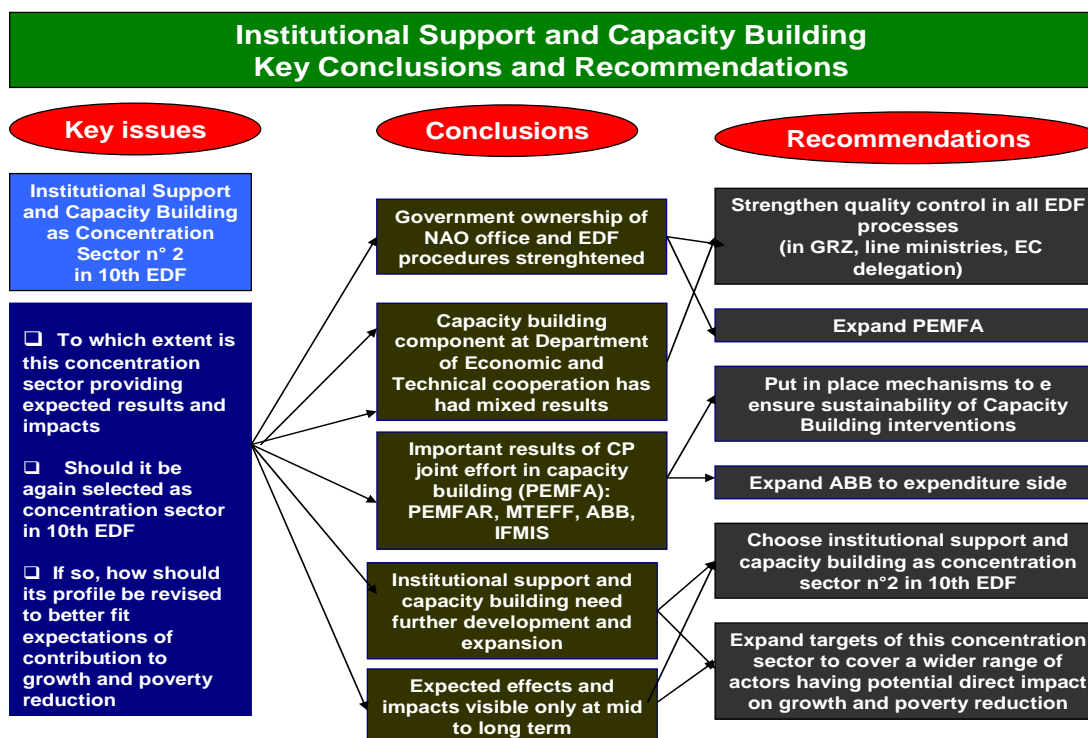 Institutional Support and Capacity Building
Key Conclusions and Recommendations
Key issues
Conclusions
Recommendations
Institutional Support
and Capacity Building
as Concentration
Sector n° 2
in 10th EDF
❑ To which extent is
this concentration
sector providing
expected results and
impacts
❑ Should it be
again selected as
concentration sector
in 10th EDF
❑ If so, how should
its profile be revised
to better fit
expectations of
contribution to
growth and poverty
reduction
Government ownership of
NAO office and EDF
procedures strenghtened
Capacity building
component at Department
of Economic and
Technical cooperation has
had mixed results
Important results of CP
joint effort in capacity
building (PEMFA):
PEMFAR, MTEFF, ABB,
IFMIS
Institutional support and
capacity building need
further development and
expansion
Expected effects and
impacts visible only at mid
to long term
Strengthen quality control in all EDF
processes
(in GRZ, line ministries, EC
delegation)
Expand PEMFA
Put in place mechanisms to e
ensure sustainability of Capacity
Building interventions
Expand ABB to expenditure side
Choose institutional support and
capacity building as concentration
sector n°2 in 10th EDF
Expand targets of this concentration
sector to cover a wider range of
actors having potential direct impact
on growth and poverty reduction